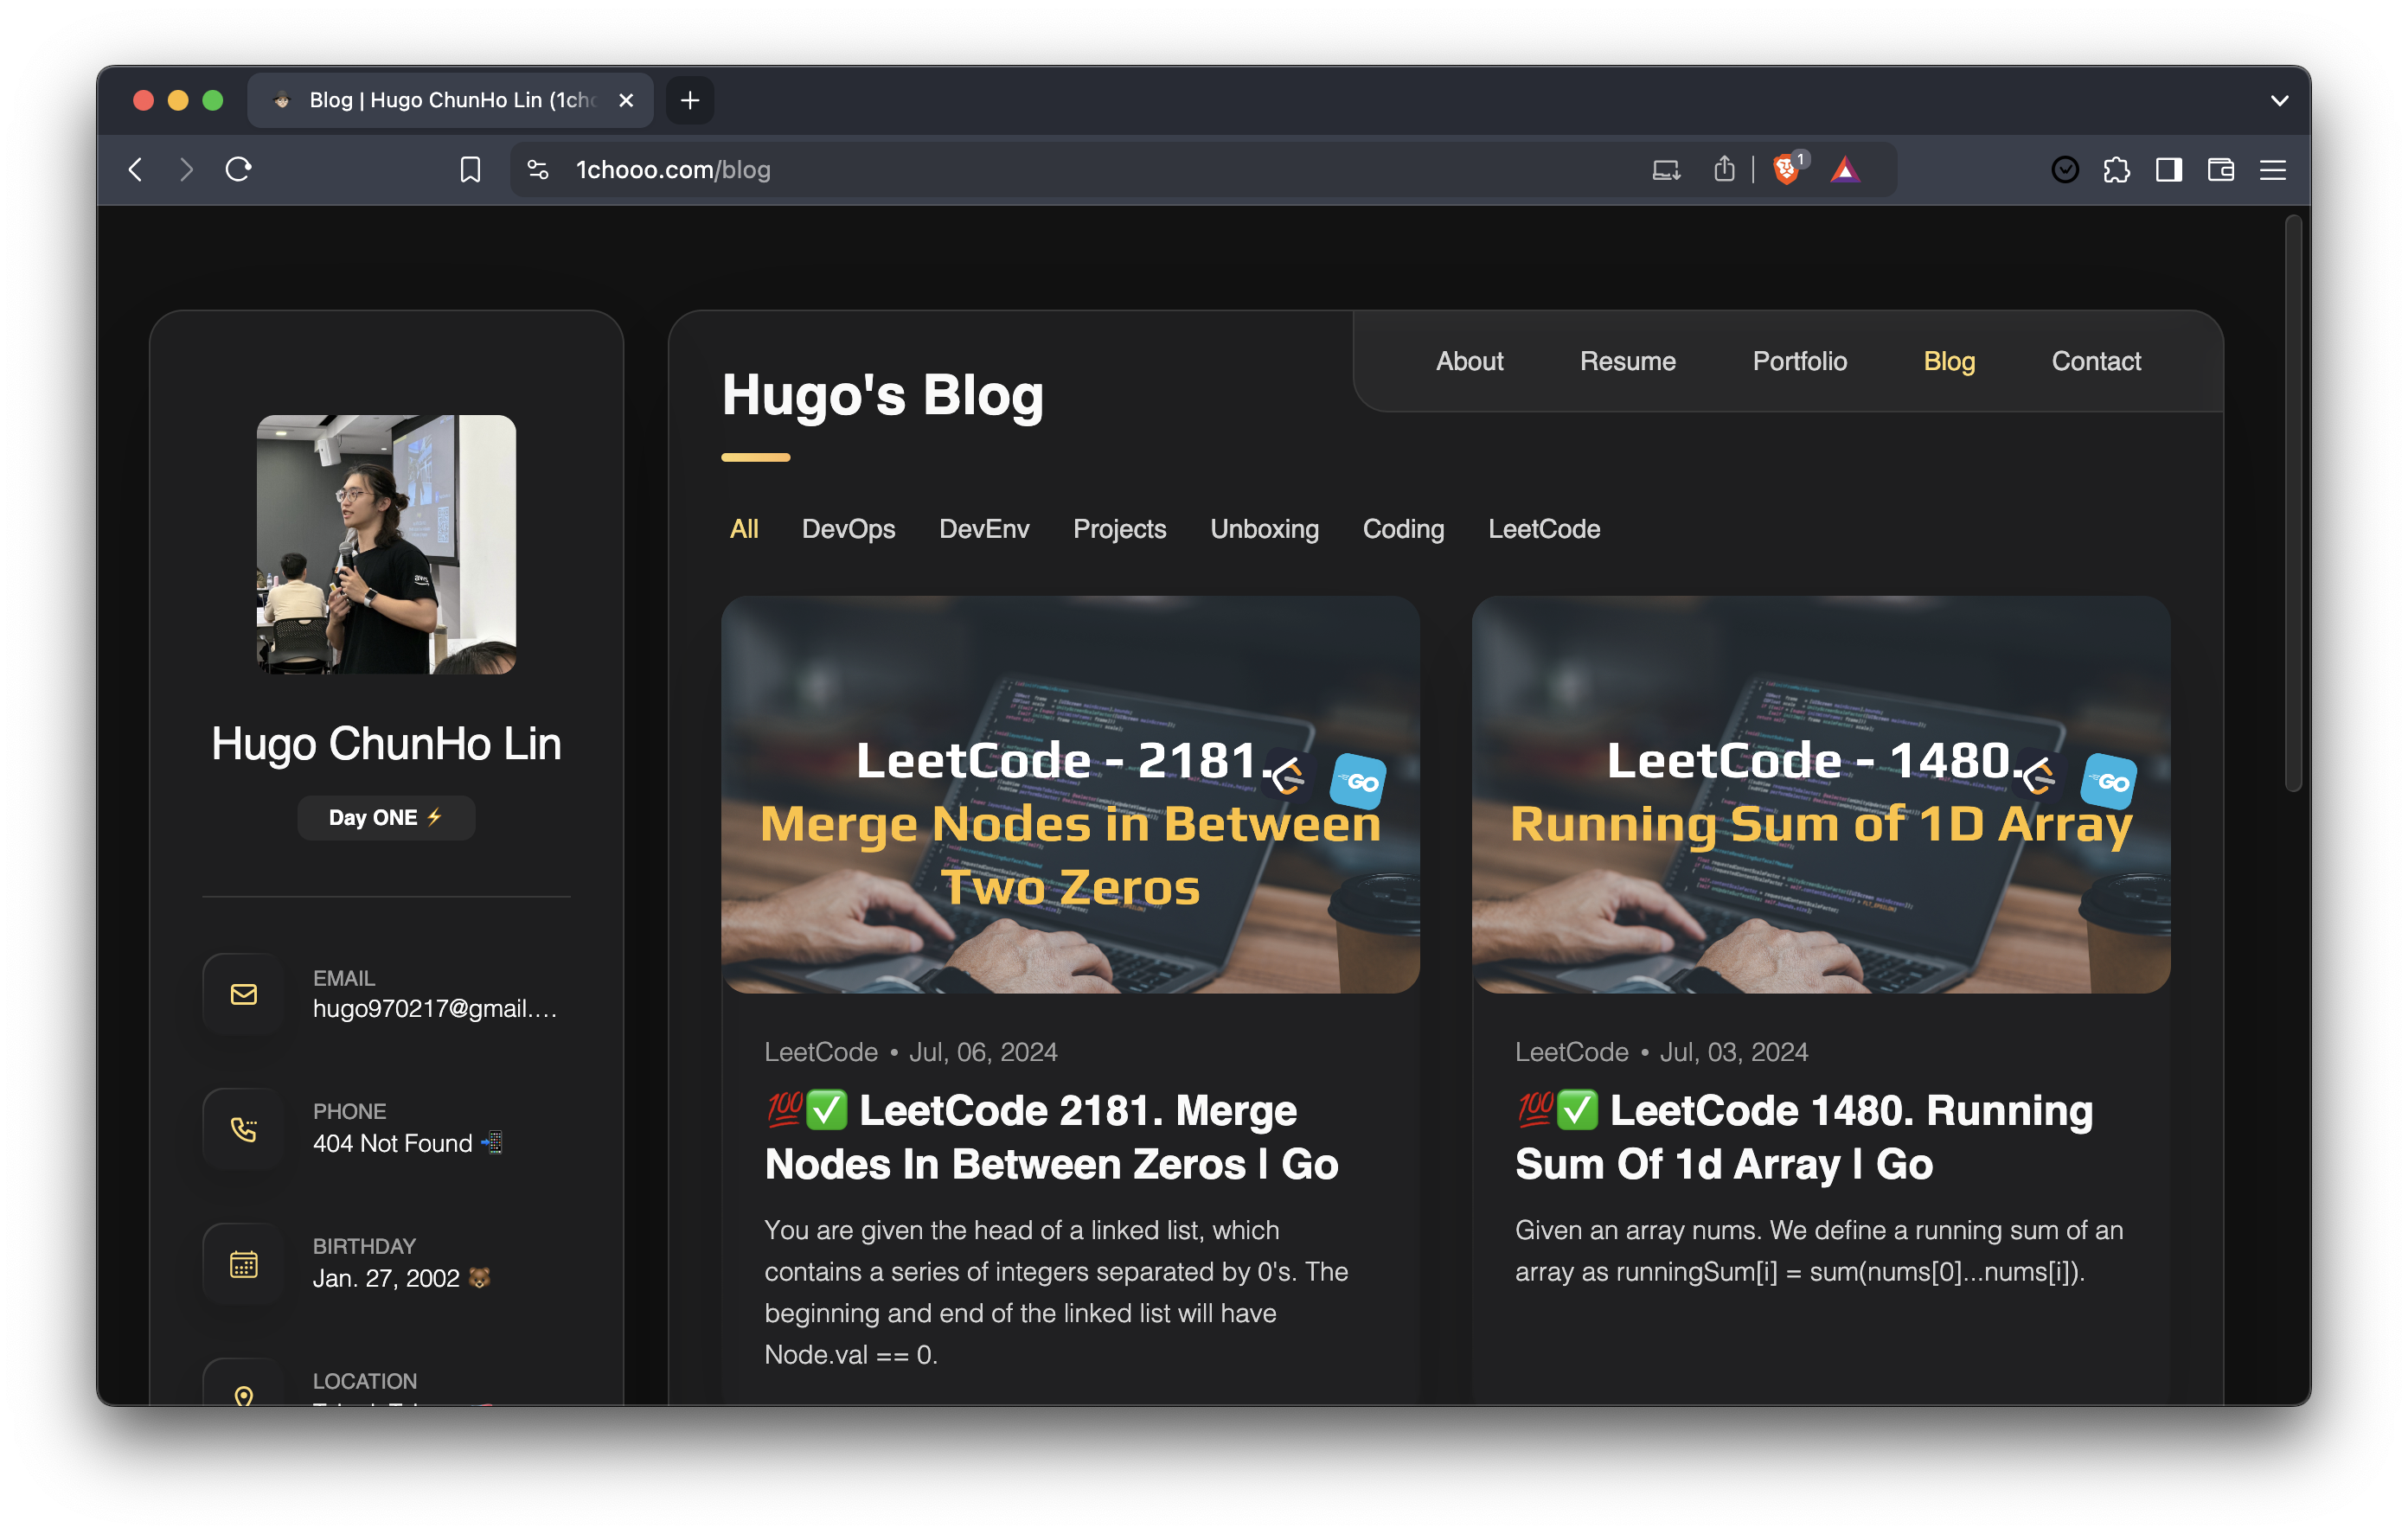 Blog | Hugo ChunHo Lin (1cho
1chooo.com/blog
1
About Resume Portfolio Blog Contact
Hugo's Blog
All DevOps DevEnv Projects Unboxing Coding LeetCode
Hugo ChunHo Lin
Day ONE ⚡
EMAIL
hugo970217@gmail....
PHONE
404 Not Found 📲
BIRTHDAY
Jan. 27, 2002 🐻
LOCATION
LeetCode - 2181.
GO
Merge Nodes in Between
Two Zeros
LeetCode • Jul, 06, 2024
💯✅ LeetCode 2181. Merge
Nodes In Between Zeros | Go
You are given the head of a linked list, which
contains a series of integers separated by 0's. The
beginning and end of the linked list will have
Node.val == 0.
LeetCode - 1480.
GO
Running Sum of 1D Array
LeetCode • Jul, 03, 2024
💯✅ LeetCode 1480. Running
Sum Of 1d Array | Go
Given an array nums. We define a running sum of an
array as runningSum[i] = sum(nums[0]...nums[i]).